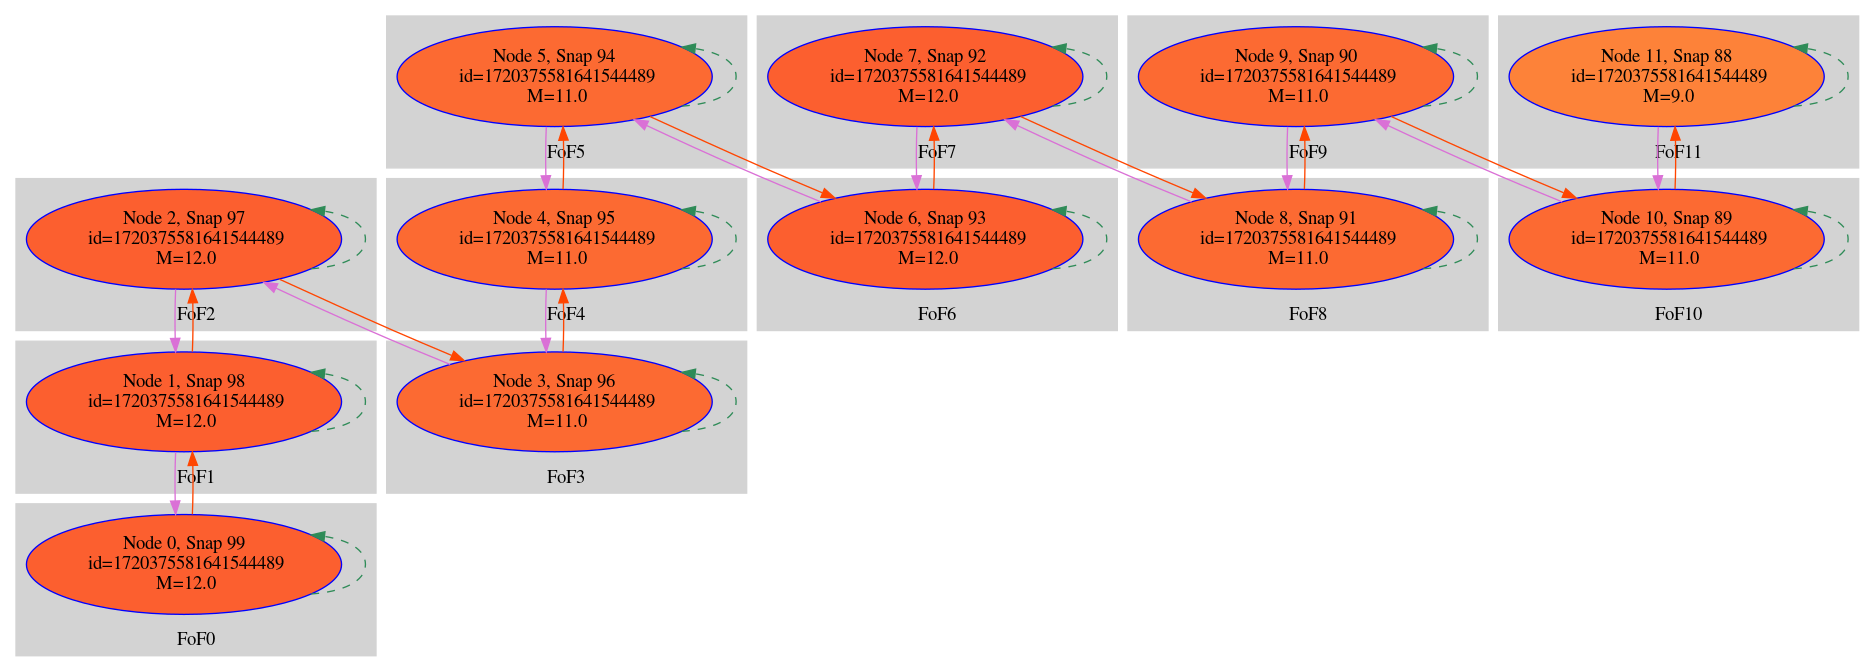 Node 5, Snap 94
id=1720375581641544489
M=11.0
FoF5
Node 7, Snap 92
id=1720375581641544489
M=12.0
FoF7
Node 9, Snap 90
id=1720375581641544489
M=11.0
FoF9
Node 11, Snap 88
id=1720375581641544489
M=9.0
FoF11
Node 2, Snap 97
id=1720375581641544489
M=12.0
FoF2
Node 4, Snap 95
id=1720375581641544489
M=11.0
FoF4
Node 6, Snap 93
id=1720375581641544489
M=12.0
FoF6
Node 8, Snap 91
id=1720375581641544489
M=11.0
FoF8
Node 10, Snap 89
id=1720375581641544489
M=11.0
FoF10
Node 1, Snap 98
id=1720375581641544489
M=12.0
FoF1
Node 3, Snap 96
id=1720375581641544489
M=11.0
FoF3
Node 0, Snap 99
id=1720375581641544489
M=12.0
FoF0